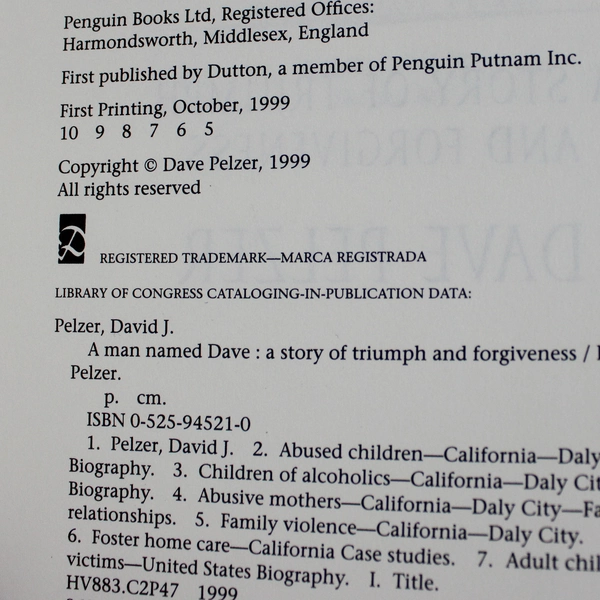 Penguin Books Ltd, Registered Offices:
Harmondsworth, Middlesex, England
First published by Dutton, a member of Penguin Putnam Inc.
First Printing, October, 1999
10 9 8 7 6 5
Copyright © Dave Pelzer, 1999
All rights reserved
REGISTERED TRADEMARK—MARCA REGISTRADA
LIBRARY OF CONGRESS CATALOGING-IN-PUBLICATION DATA:
Pelzer, David J.
A man named Dave : a story of triumph and forgiveness /
Pelzer.
p. cm.
ISBN 0-525-94521-0
1. Pelzer, David J. 2. Abused children—California—Daly
Biography. 3. Children of alcoholics—California—Daly Cit
Biography. 4. Abusive mothers—California—Daly City—Fa
relationships. 5. Family violence—California—Daly City.
6. Foster home care—California Case studies. 7. Adult chil
victims—United States Biography. I. Title.
HV883.C2P47 1999